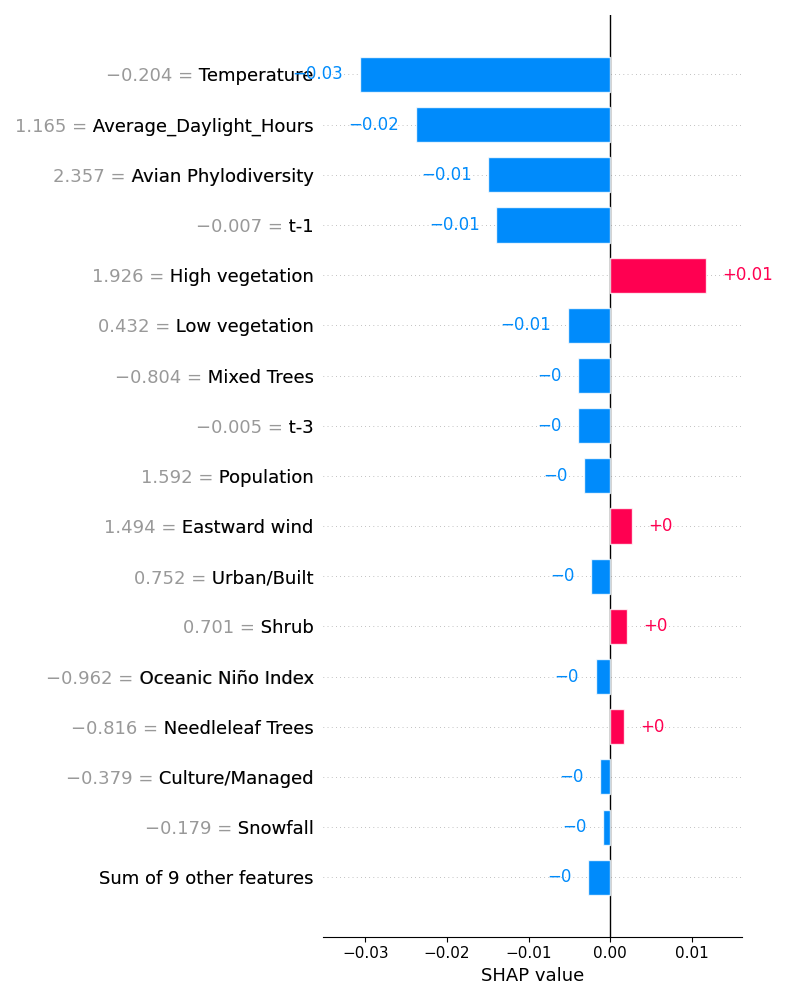 −0.204 = Temperature −0.03
1.165 = Average_Daylight_Hours −0.02
2.357 = Avian Phylodiversity −0.01
−0.007 = t-1 −0.01
1.926 = High vegetation +0.01
0.432 = Low vegetation −0.01
−0.804 = Mixed Trees −0
−0.005 = t-3 −0
1.592 = Population −0
1.494 = Eastward wind +0
0.752 = Urban/Built −0
0.701 = Shrub +0
−0.962 = Oceanic Niño Index −0
−0.816 = Needleleaf Trees +0
−0.379 = Culture/Managed −0
−0.179 = Snowfall −0
Sum of 9 other features −0
−0.03 −0.02 −0.01 0.00 0.01
SHAP value